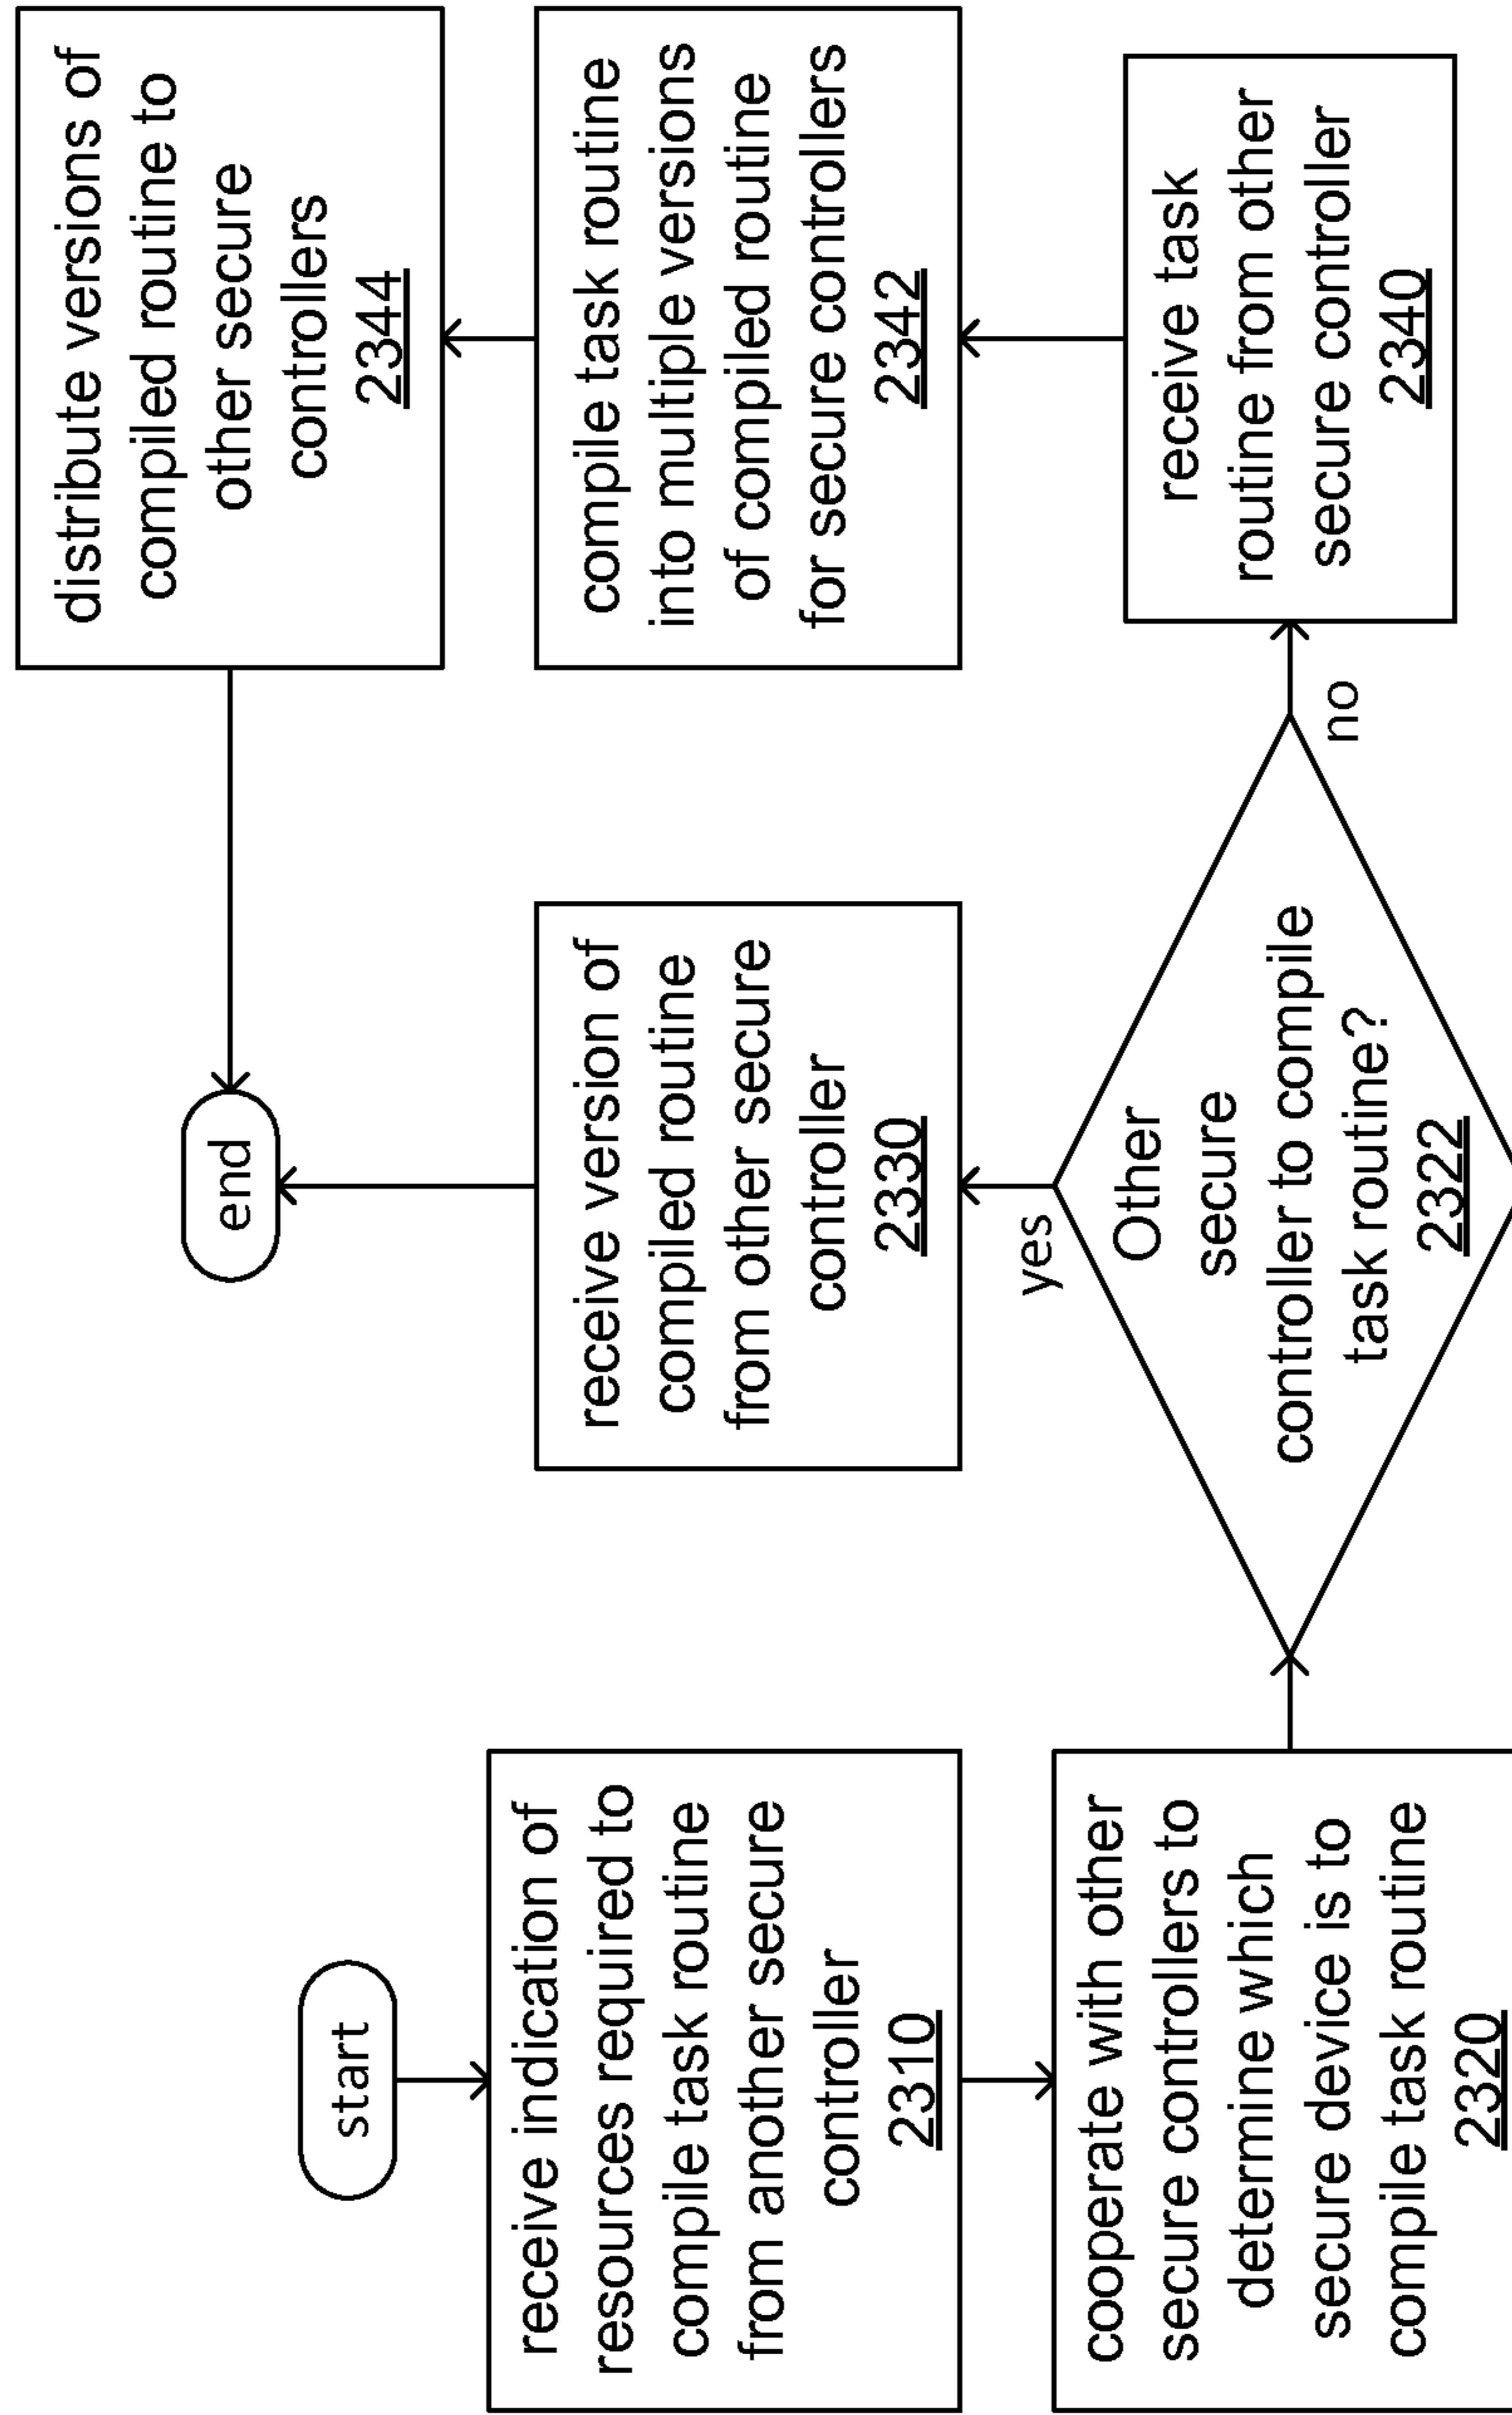 start
receive indication of
resources required to
compile task routine
from another secure
controller
2310
cooperate with other
secure controllers to
determine which
secure device is to
compile task routine
2320
Other
secure
controller to compile
task routine?
2322
yes
receive version of
compiled routine
from other secure
controller
2330
end
no
receive task
routine from other
secure controller
2340
compile task routine
into multiple versions
of compiled routine
for secure controllers
2342
distribute versions of
compiled routine to
other secure
controllers
2344